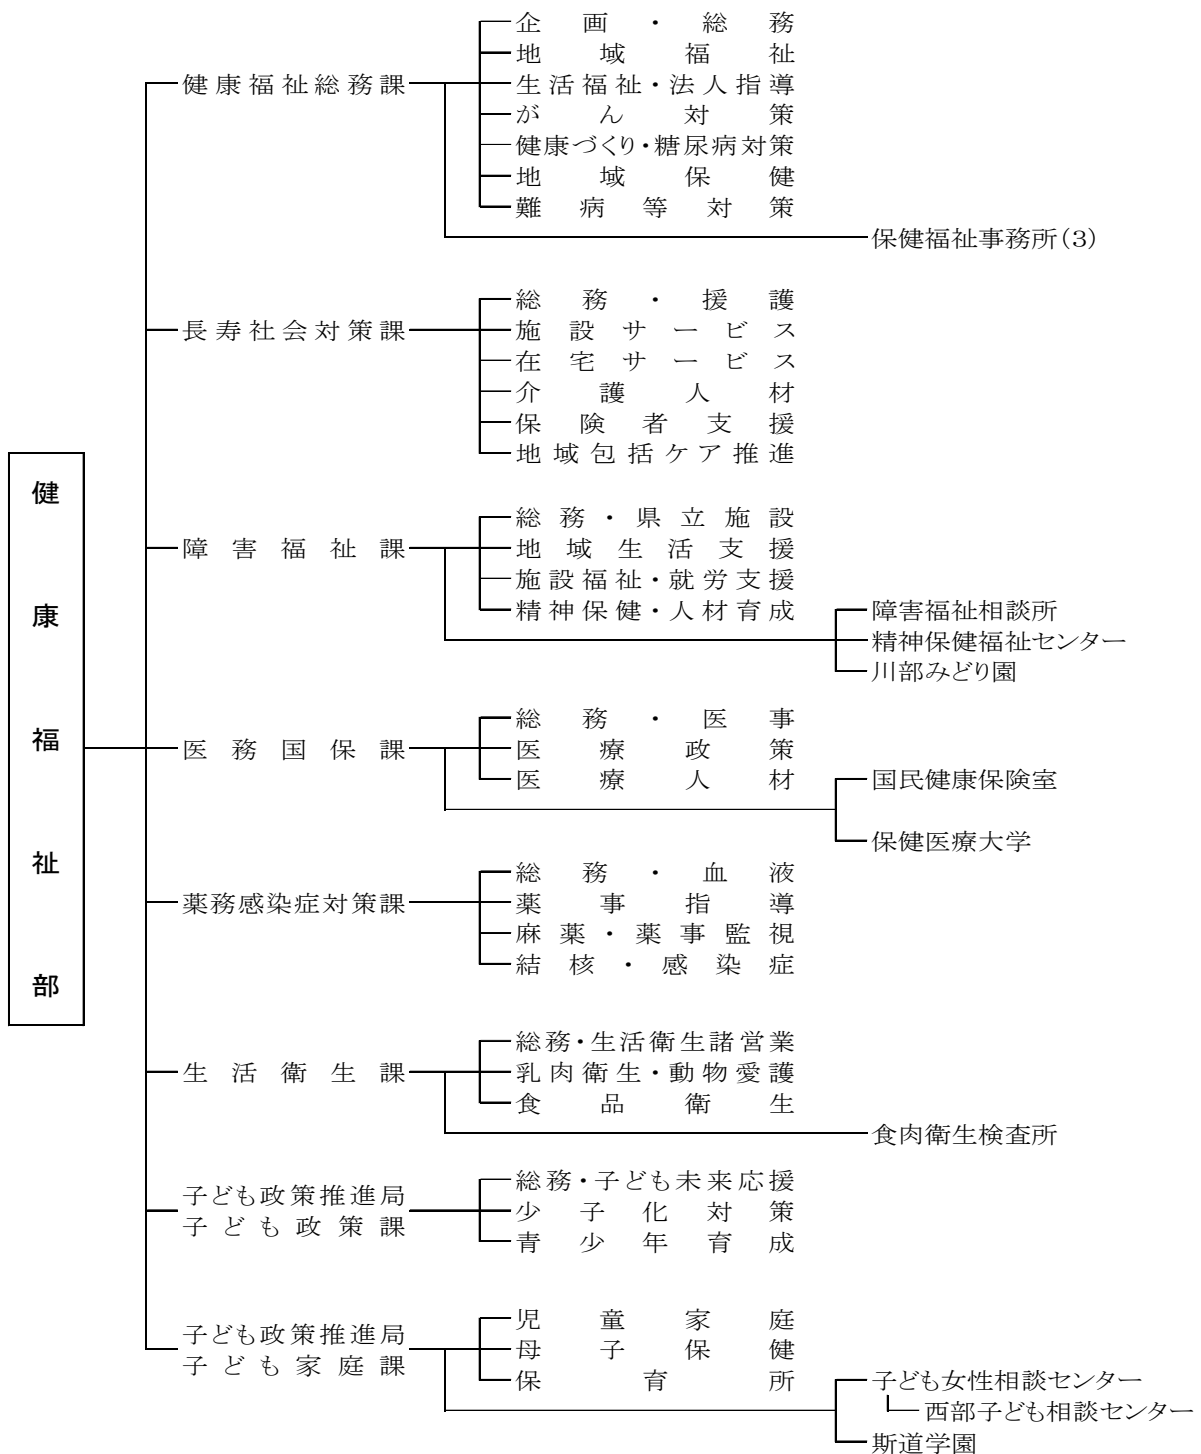 健康福祉部
健康福祉総務課
企画・総務
地域福祉
生活福祉・法人指導
がん対策
健康づくり・糖尿病対策
地域保健
難病等対策
保健福祉事務所(3)
長寿社会対策課
総務・援護
施設サービス
在宅サービス
介護人材
保険者支援
地域包括ケア推進
障害福祉課
総務・県立施設
地域生活支援
施設福祉・就労支援
精神保健・人材育成
障害福祉相談所
精神保健福祉センター
川部みどり園
医務国保課
総務・医事
医療政策
医療人材
国民健康保険室
保健医療大学
薬務感染症対策課
総務・血液
薬事指導
麻薬・薬事監視
結核・感染症
生活衛生課
総務・生活衛生諸営業
乳肉衛生・動物愛護
食品衛生
食肉衛生検査所
子ども政策推進局
子ども政策課
総務・子ども未来応援
少子化対策
青少年育成
子ども政策推進局
子ども家庭課
児童家庭
母子保健
保育所
子ども女性相談センター
西部子ども相談センター
斯道学園